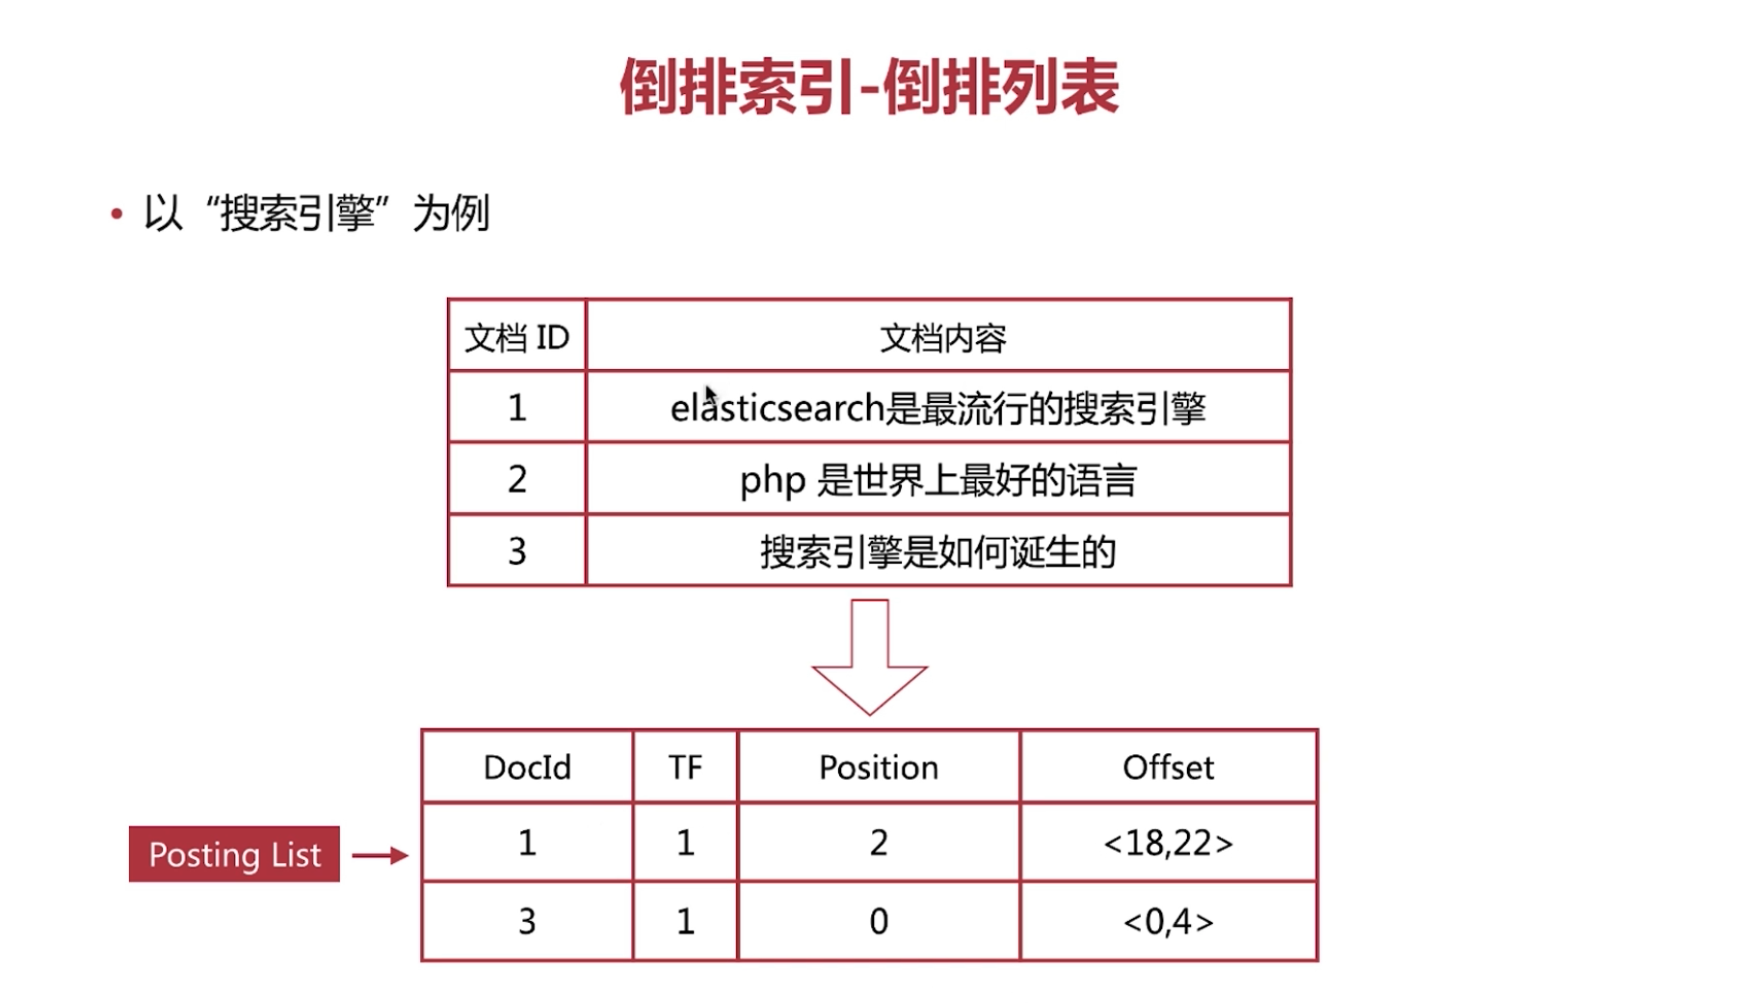 倒排索引-倒排列表
• 以“搜索引擎”为例
文档 ID 文档内容
1 elasticsearch是最流行的搜索引擎
2 php 是世界上最好的语言
3 搜索引擎是如何诞生的
DocId TF Position Offset
1 1 2 <18,22>
Posting List
3 1 0 <0,4>